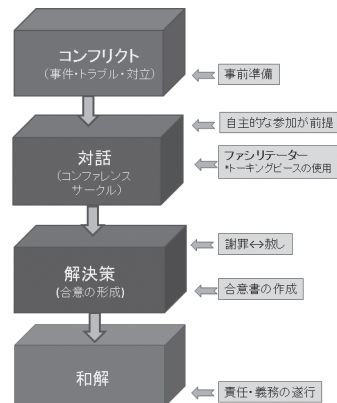 コンフリクト
(事件・トラブル・対立)
事前準備
自主的な参加が前提
対話
(コンファレンス
サークル)
ファシリテーター
*トーキングピースの使用
謝罪↔赦し
解決策
(合意の形成)
合意書の作成
和解
責任・義務の遂行